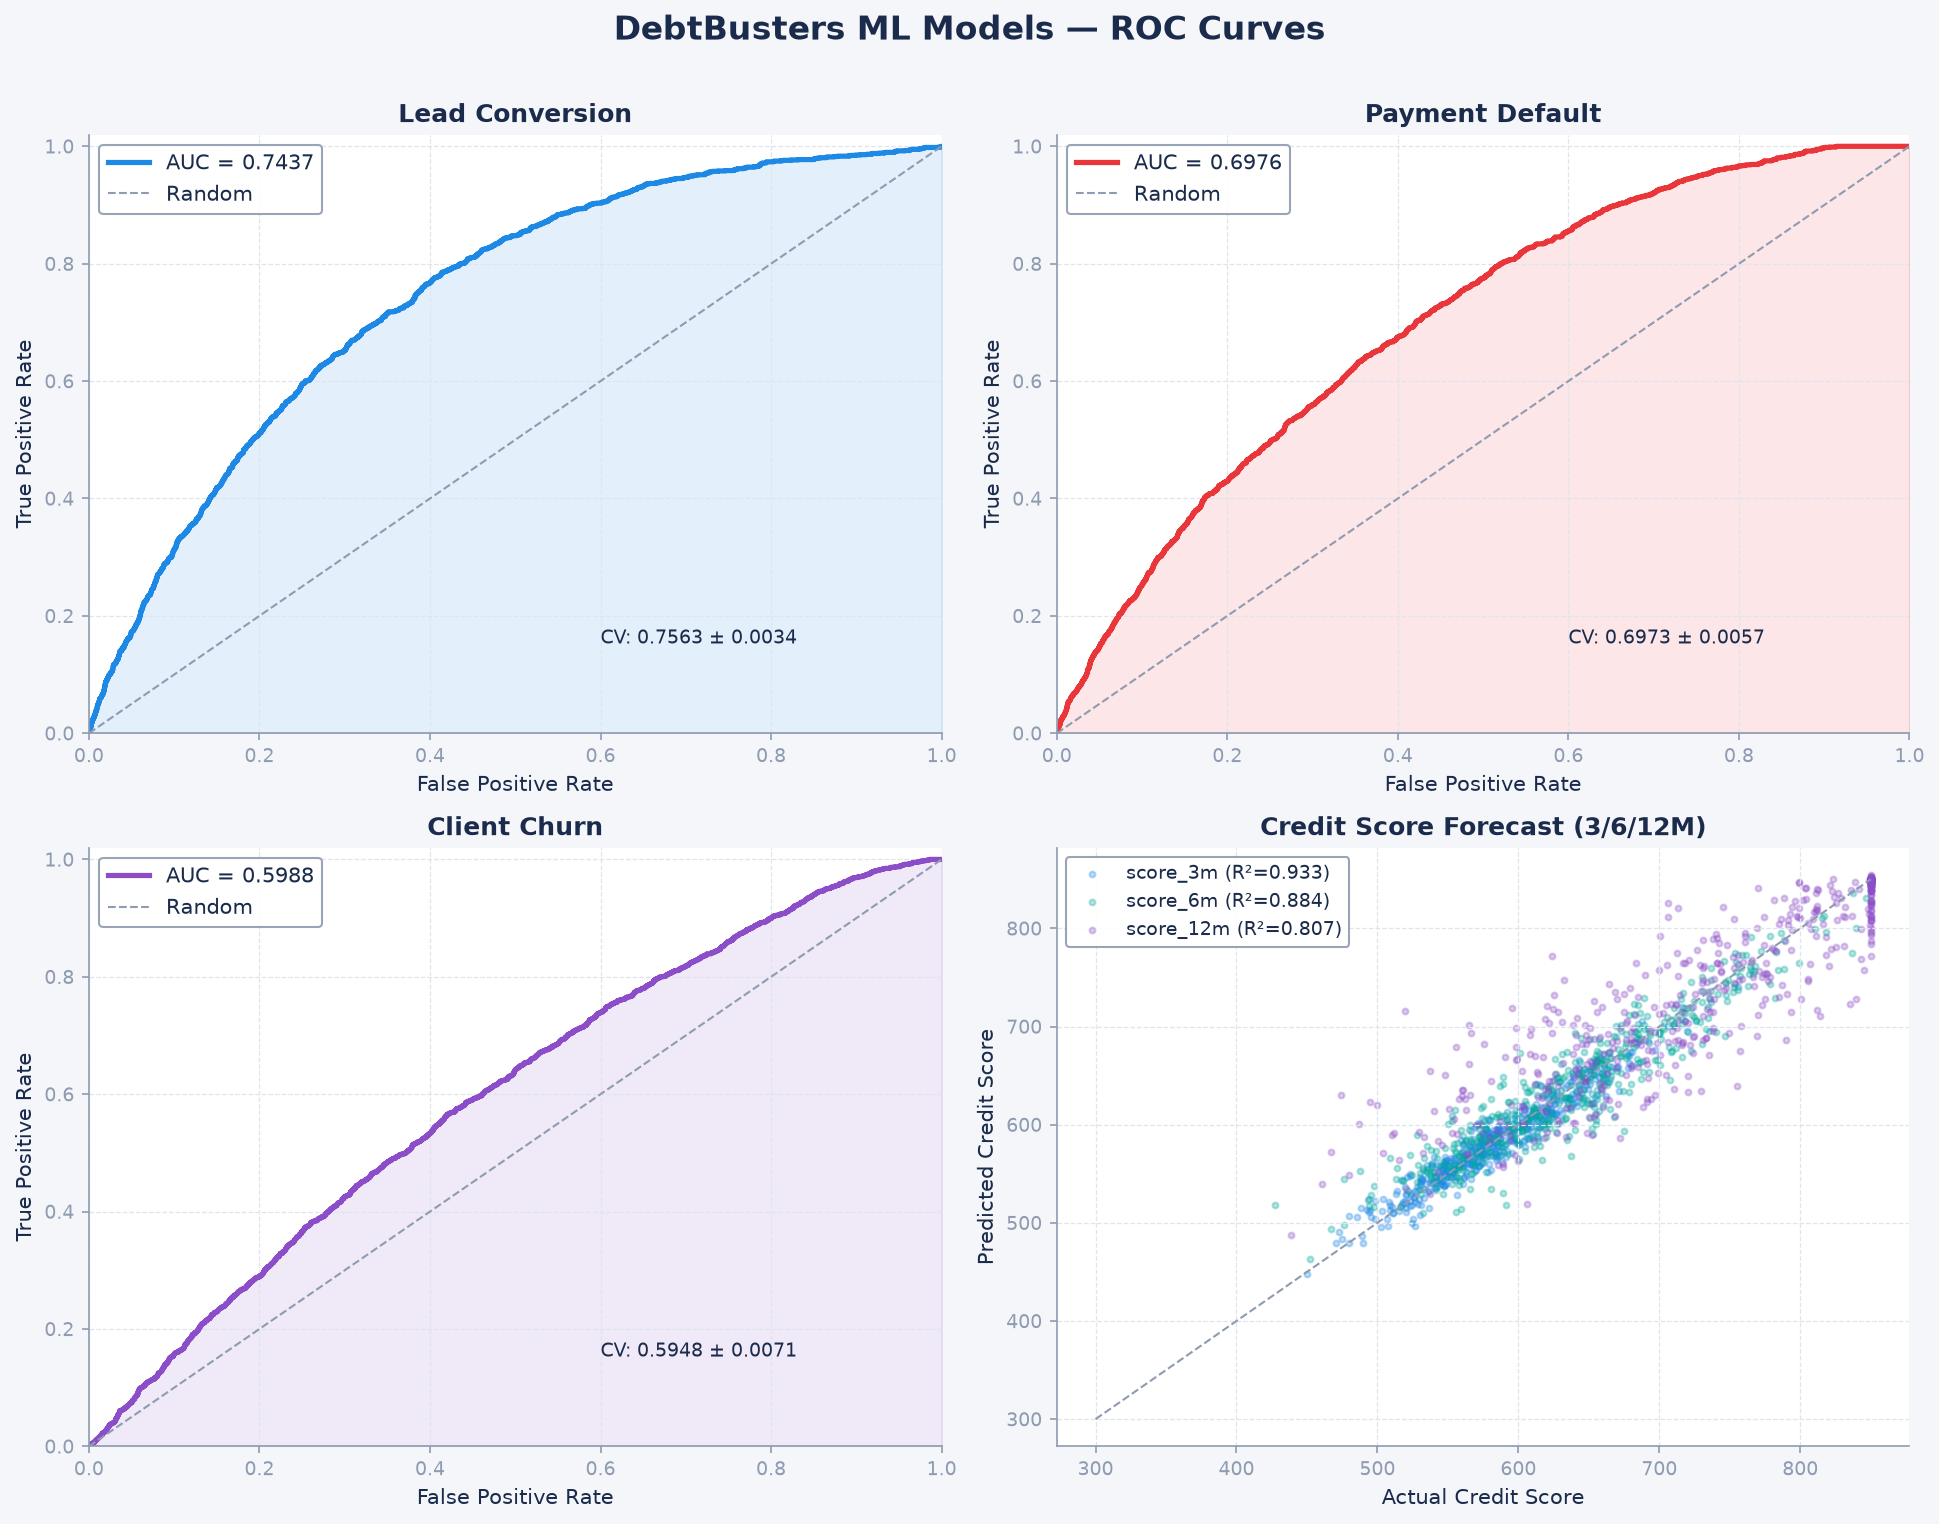 DebtBusters ML Models — ROC Curves
Lead Conversion
AUC = 0.7437
Random
CV: 0.7563 ± 0.0034
True Positive Rate
1.0
0.8
0.6
0.4
0.2
0.0
0.0 0.2 0.4 0.6 0.8 1.0
False Positive Rate
Payment Default
AUC = 0.6976
Random
CV: 0.6973 ± 0.0057
True Positive Rate
1.0
0.8
0.6
0.4
0.2
0.0
0.0 0.2 0.4 0.6 0.8 1.0
False Positive Rate
Client Churn
AUC = 0.5988
Random
CV: 0.5948 ± 0.0071
True Positive Rate
1.0
0.8
0.6
0.4
0.2
0.0
0.0 0.2 0.4 0.6 0.8 1.0
False Positive Rate
Credit Score Forecast (3/6/12M)
score_3m (R²=0.933)
score_6m (R²=0.884)
score_12m (R²=0.807)
Predicted Credit Score
800
700
600
500
400
300
300 400 500 600 700 800
Actual Credit Score